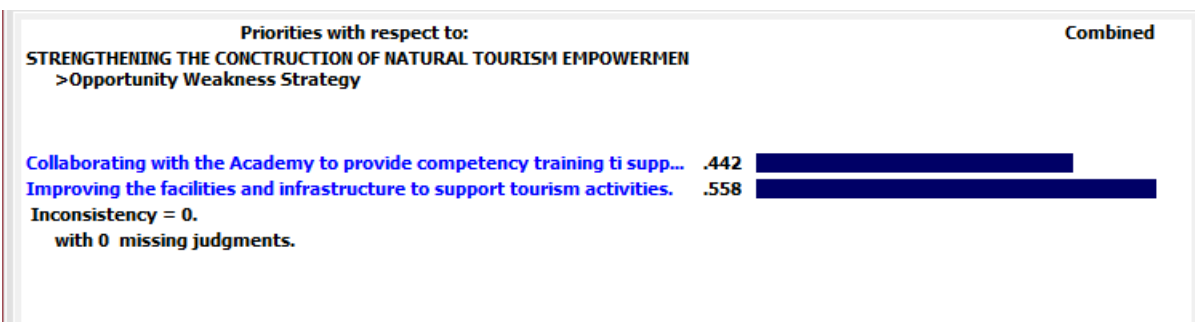 Priorities with respect to: Combined
STRENGTHENING THE CONCTRUCTION OF NATURAL TOURISM EMPOWERMEN
>Opportunity Weakness Strategy
Collaborating with the Academy to provide competency training ti supp... .442
Improving the facilities and infrastructure to support tourism activities. .558
Inconsistency = 0.
with 0 missing judgments.